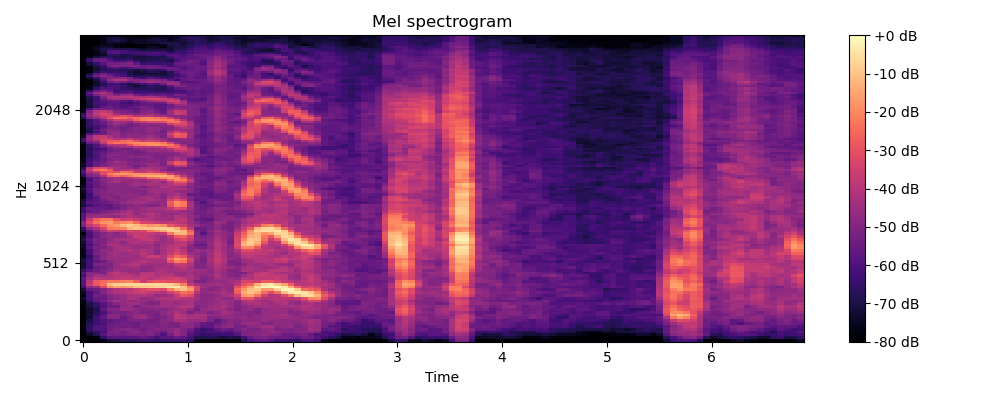 Mel spectrogram
Hz
2048
1024
512
0
0 1 2 3 4 5 6
Time
+0 dB
-10 dB
-20 dB
-30 dB
-40 dB
-50 dB
-60 dB
-70 dB
-80 dB